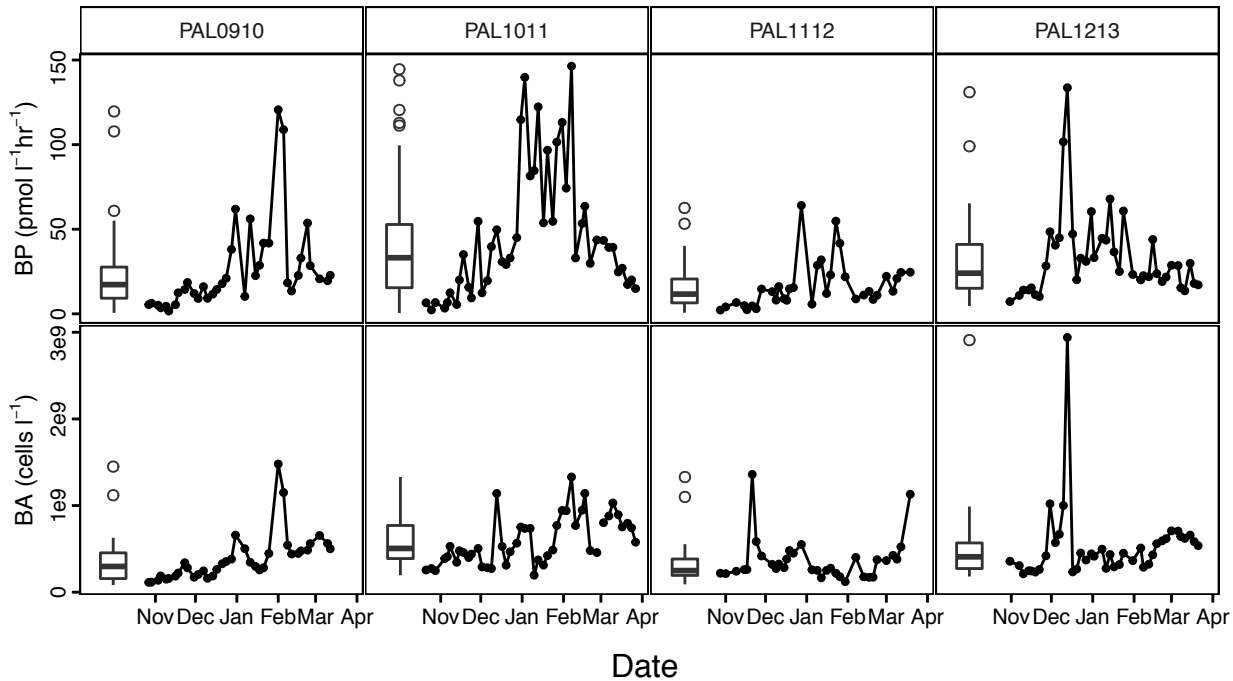 PAL0910 PAL1011 PAL1112 PAL1213
BP (pmol l⁻¹hr⁻¹)
150
100
50
0
BA (cells l⁻¹)
3e9
2e9
1e9
0
Nov Dec Jan Feb Mar Apr Nov Dec Jan Feb Mar Apr Nov Dec Jan Feb Mar Apr Nov Dec Jan Feb Mar Apr
Date